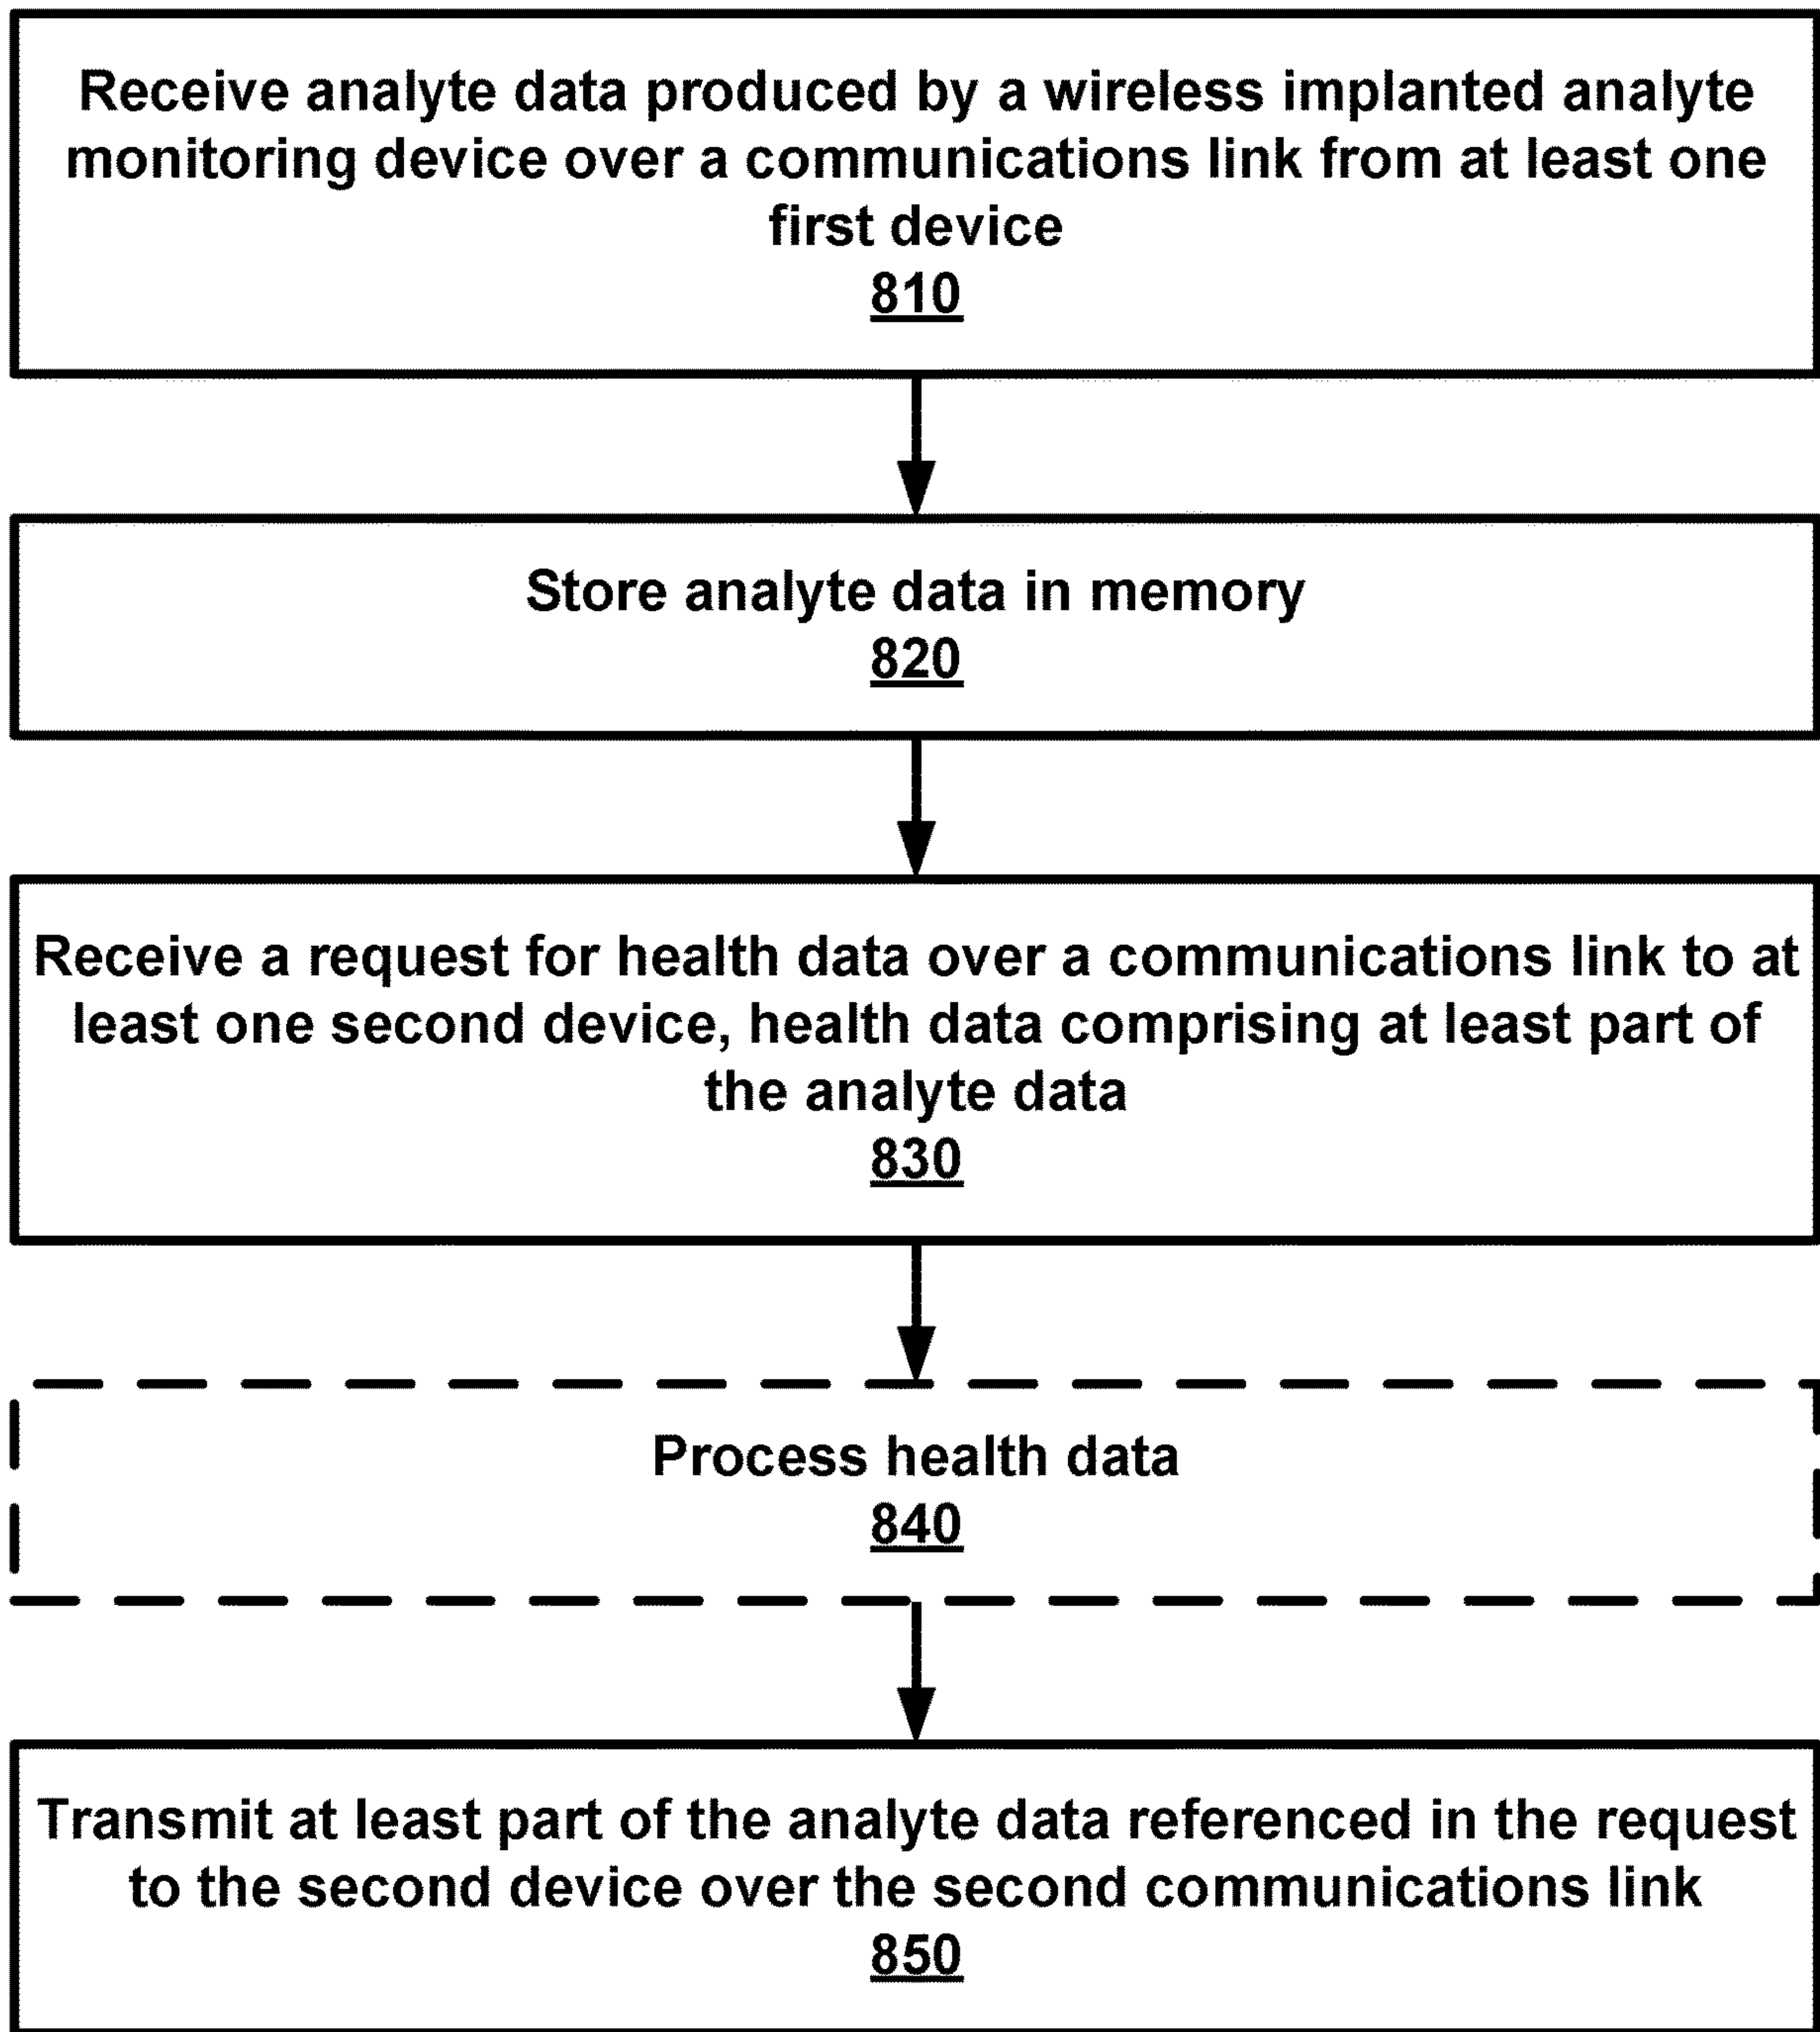 Receive analyte data produced by a wireless implanted analyte
monitoring device over a communications link from at least one
first device
810
Store analyte data in memory
820
Receive a request for health data over a communications link to at
least one second device, health data comprising at least part of
the analyte data
830
Process health data
840
Transmit at least part of the analyte data referenced in the request
to the second device over the second communications link
850